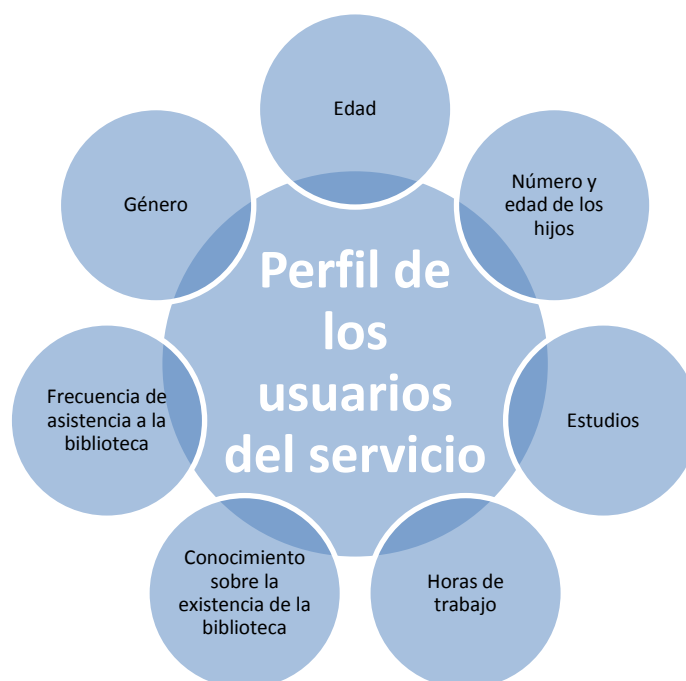 Edad
Número y
edad de los
hijos
Estudios
Horas de
trabajo
Conocimiento
sobre la
existencia de la
biblioteca
Frecuencia de
asistencia a la
biblioteca
Género
Perfil de
los
usuarios
del servicio